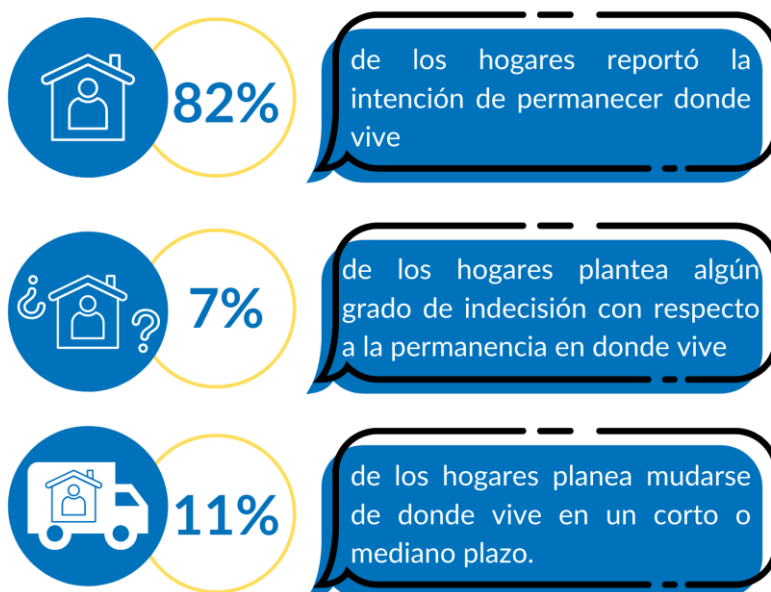 82%
de los hogares reportó la
intención de permanecer donde
vive
¿ ?
7%
de los hogares plantea algún
grado de indecisión con respecto
a la permanencia en donde vive
11%
de los hogares planea mudarse
de donde vive en un corto o
mediano plazo.